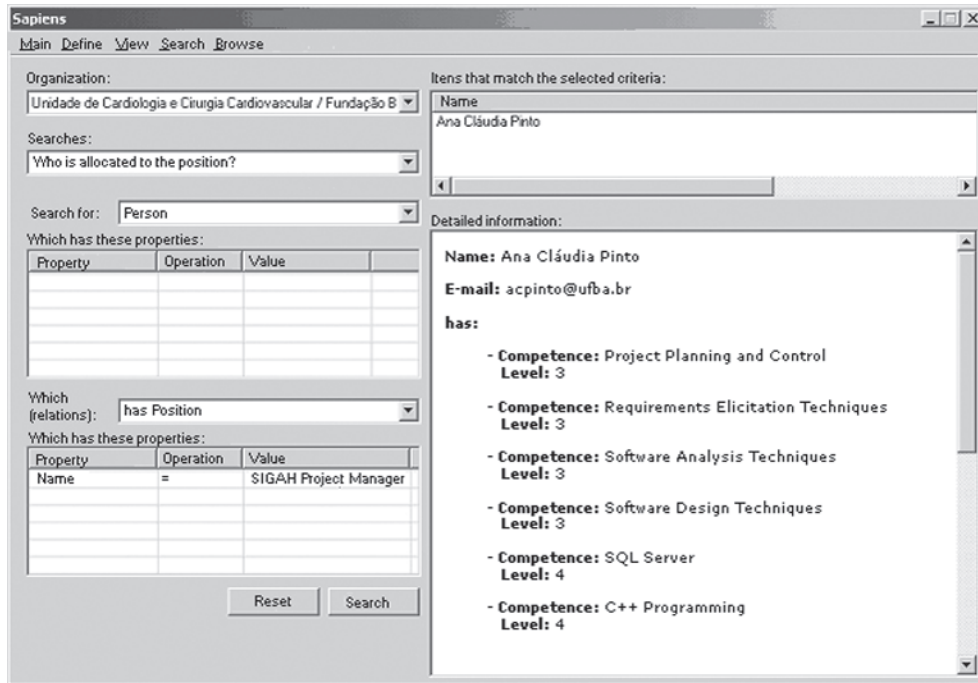 Sapiens
Main Define View Search Browse
Organization:
Unidade de Cardiologia e Cirurgia Cardiovascular / Fundação B
Searches:
Who is allocated to the position?
Search for: Person
Which has these properties:
Property Operation Value
Which
(relations): has Position
Which has these properties:
Property Operation Value
Name = SIGAH Project Manager
Reset Search
Itens that match the selected criteria:
Name
Ana Cláudia Pinto
Detailed information:
Name: Ana Cláudia Pinto
E-mail: acpinto@ufba.br
has:
- Competence: Project Planning and Control
Level: 3
- Competence: Requirements Elicitation Techniques
Level: 3
- Competence: Software Analysis Techniques
Level: 3
- Competence: Software Design Techniques
Level: 3
- Competence: SQL Server
Level: 4
- Competence: C++ Programming
Level: 4